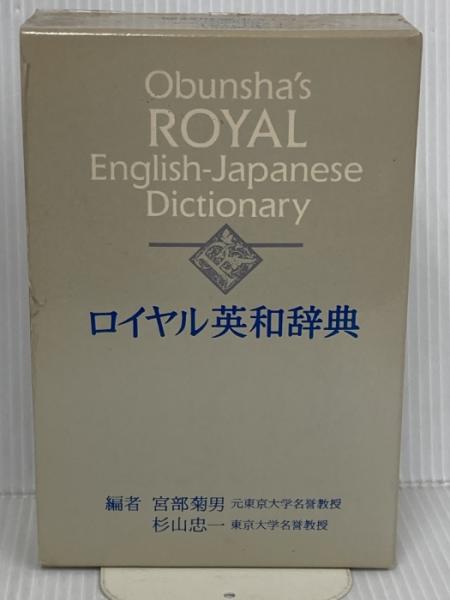 Obunsha's
ROYAL
English-Japanese
Dictionary
ロイヤル英和辞典
編者 宮部菊男 元東京大学名誉教授
杉山忠一 東京大学名誉教授